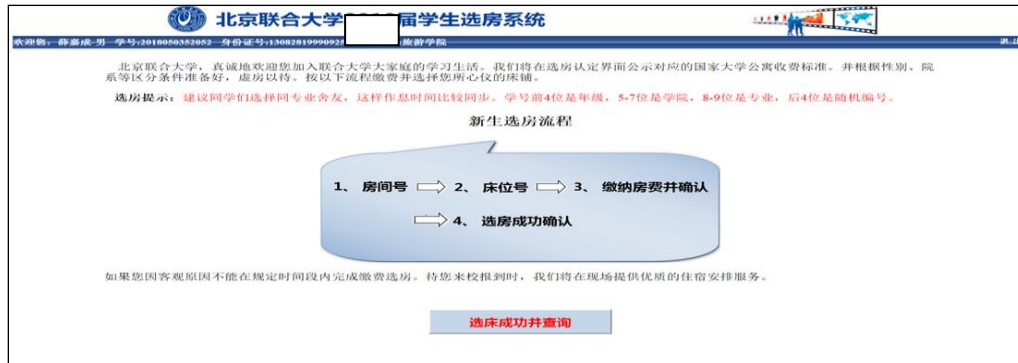 北京联合大学 届学生选房系统
欢迎您, 薛嘉成-男 学号:2018050352052 身份证号:13082819990925 旅游学院 退出
北京联合大学，真诚地欢迎您加入联合大学大家庭的学习生活。我们将在选房认定界面公示对应的国家大学公寓收费标准。并根据性别、院
系等区分条件准备好，虚房以待。按以下流程缴费并选择您所心仪的床铺。
选房提示：建议同学们选择同专业舍友，这样作息时间比较同步。学号前4位是年级，5-7位是学院，8-9位是专业，后4位是随机编号。
新生选房流程
1、 房间号 2、 床位号 3、 缴纳房费并确认
4、 选房成功确认
如果您因客观原因不能在规定时间段内完成缴费选房。待您来校报到时，我们将在现场提供优质的住宿安排服务。
选床成功并查询